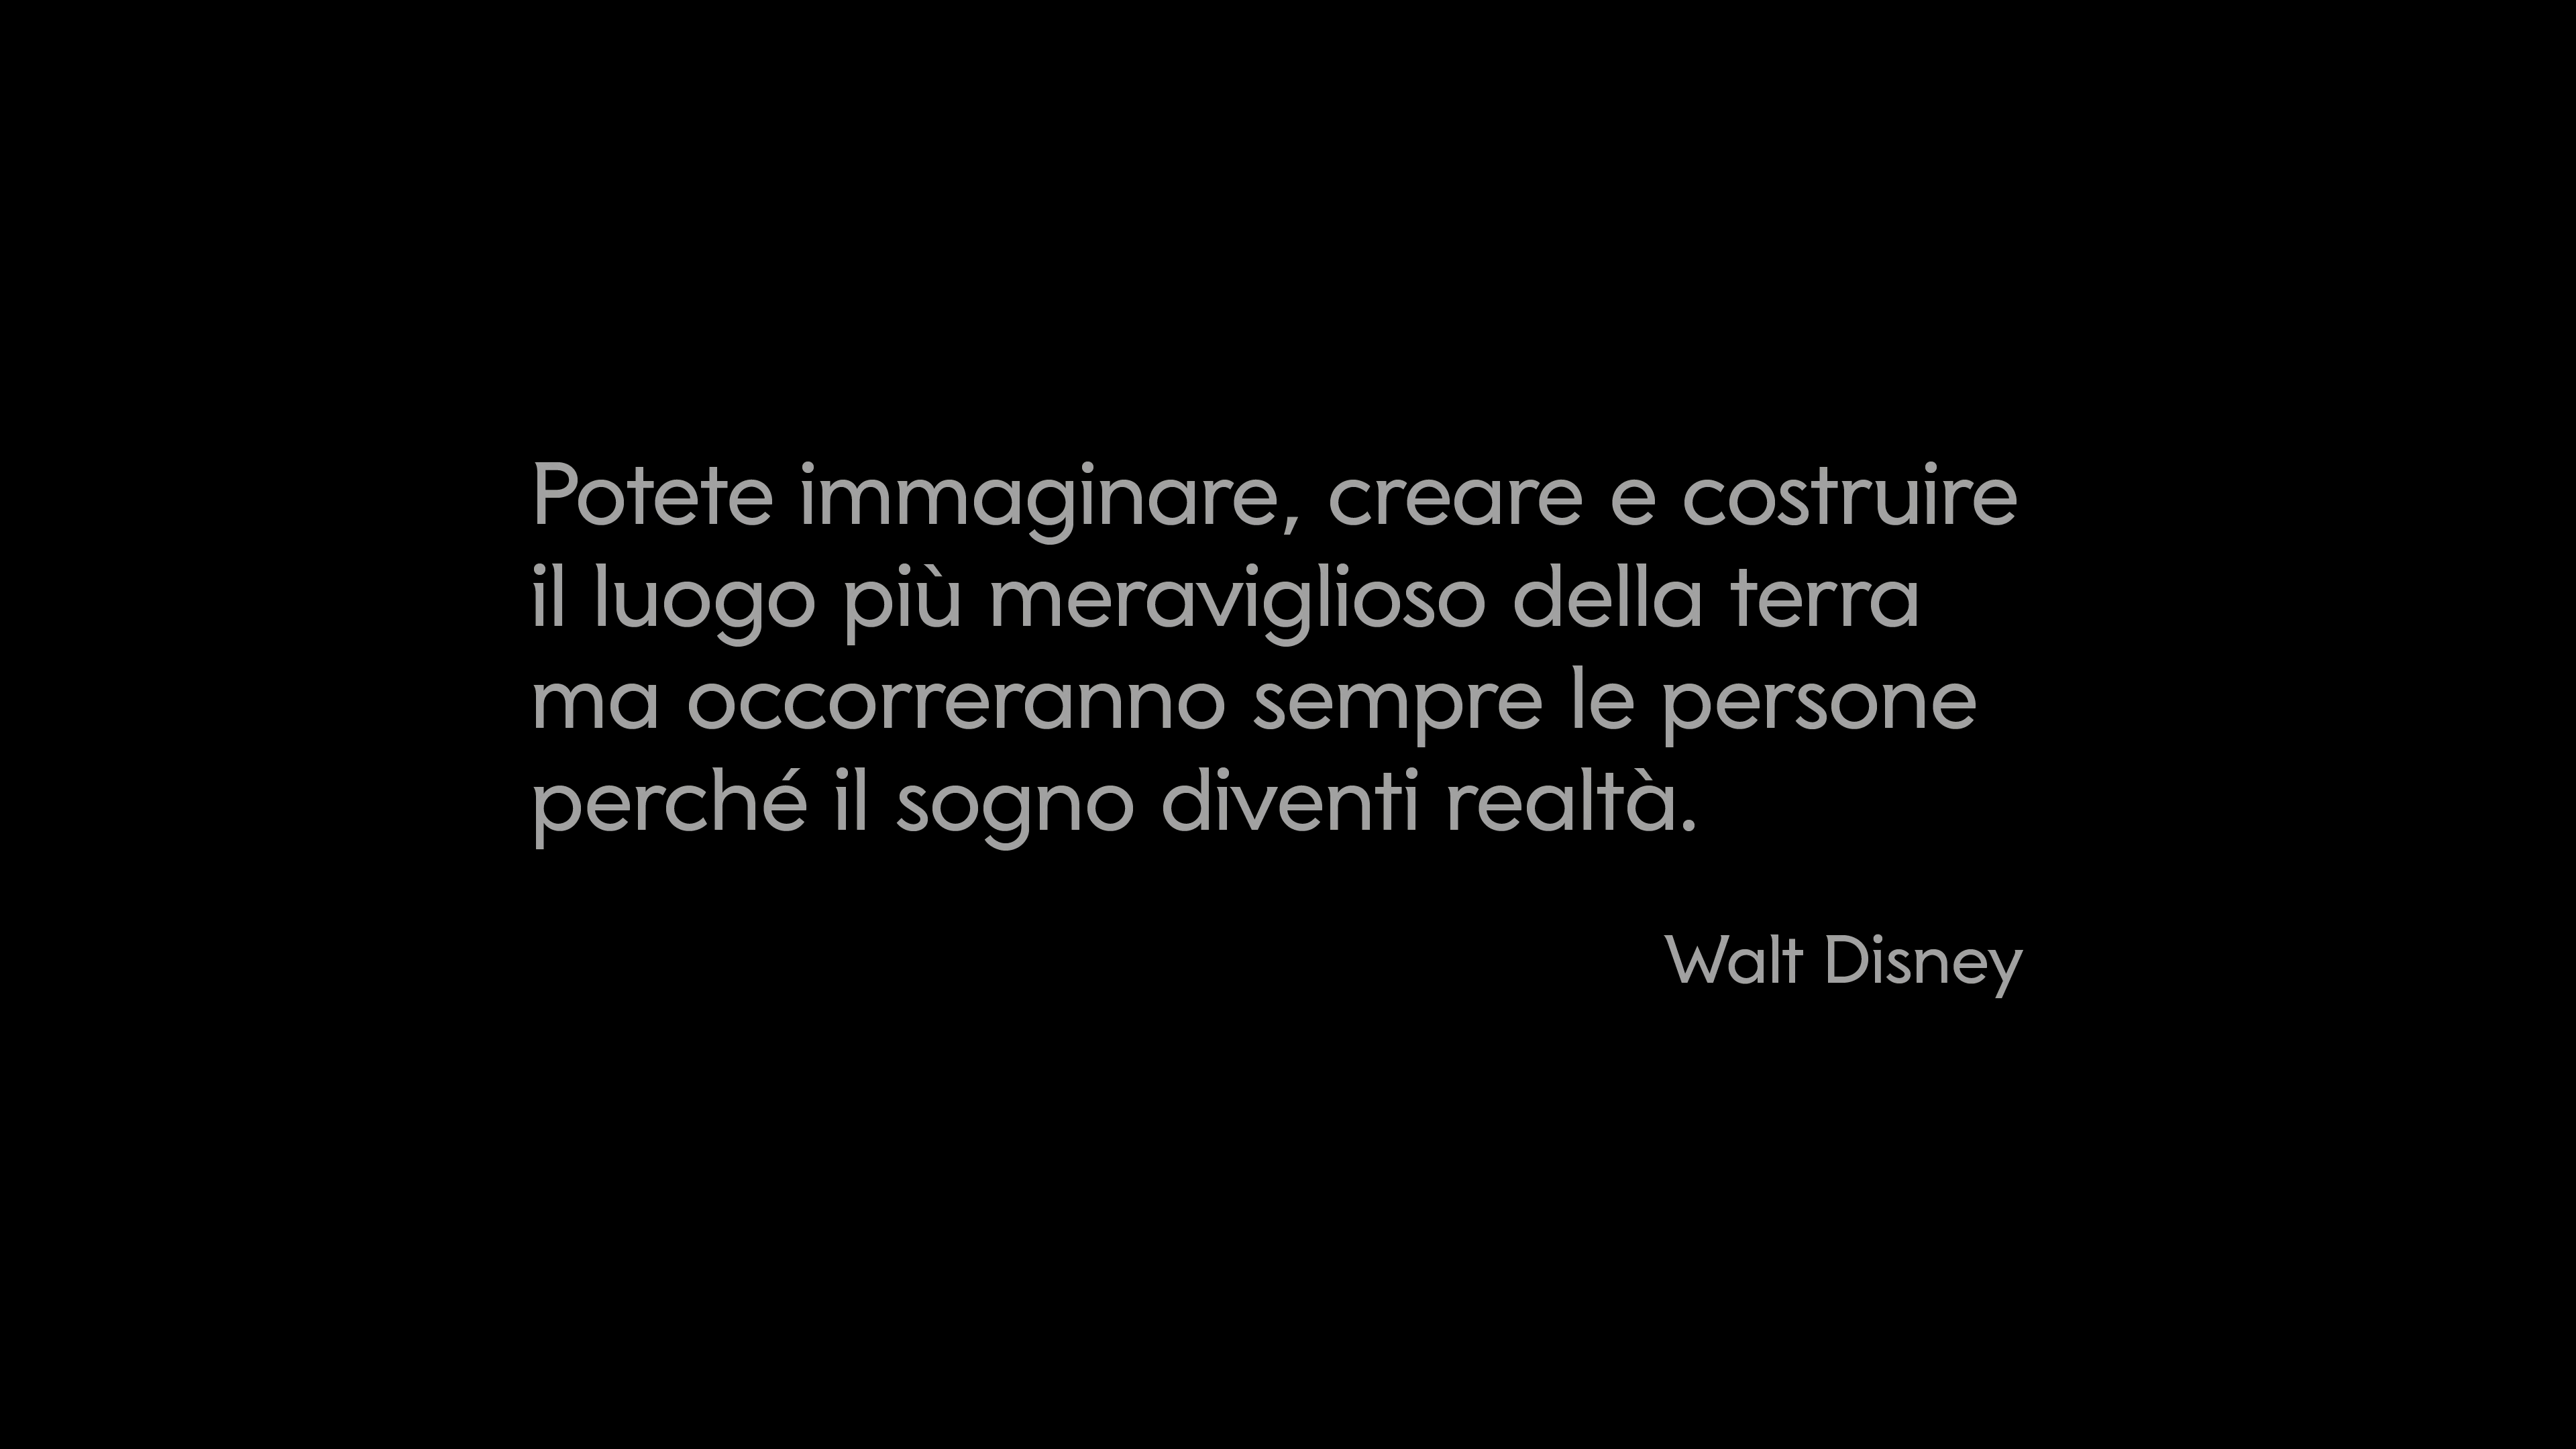 Potete immaginare, creare e costruire
il luogo più meraviglioso della terra
ma occorreranno sempre le persone
perché il sogno diventi realtà.
Walt Disney